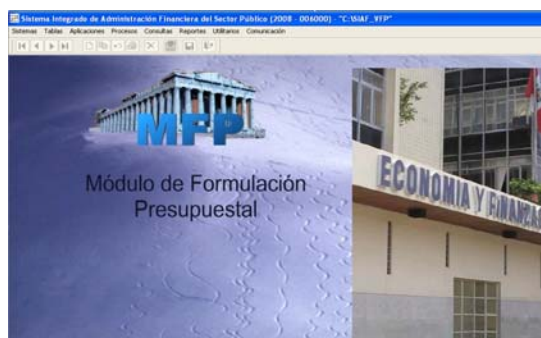 Sistema Integrado de Administración Financiera del Sector Público (2008 - 006000) - "C:\SIAF_VFP"
Sistemas Tablas Aplicaciones Procesos Consultas Reportes Utilitarios Comunicación
MFP
Módulo de Formulación
Presupuestal
ECONOMIA Y FINANZAS